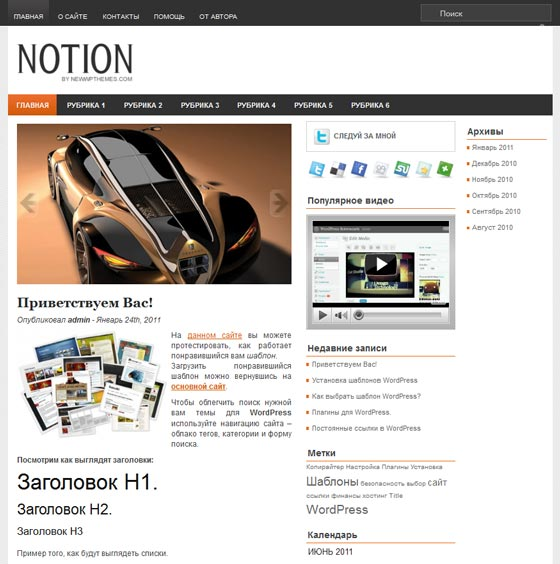 ГЛАВНАЯ О САЙТЕ КОНТАКТЫ ПОМОЩЬ ОТ АВТОРА Поиск
NOTION
BY NEWWPTHEMES.COM
ГЛАВНАЯ РУБРИКА 1 РУБРИКА 2 РУБРИКА 3 РУБРИКА 4 РУБРИКА 5 РУБРИКА 6
Приветствуем Вас!
Опубликовал admin - Январь 24th, 2011
На данном сайте вы можете
протестировать, как работает
понравившийся вам шаблон.
Загрузить понравившийся
шаблон можно вернувшись на
основной сайт.
Чтобы облегчить поиск нужной
вам темы для WordPress
используйте навигацию сайта –
облако тегов, категории и форму
поиска.
Посмотрим как выглядят заголовки:
Заголовок H1.
Заголовок H2.
Заголовок H3
Пример того, как будут выглядеть списки.
СЛЕДУЙ ЗА МНОЙ
Популярное видео
Недавние записи
Приветствуем Вас!
Установка шаблонов WordPress
Как выбрать шаблон WordPress?
Плагины для WordPress.
Постоянные ссылки в WordPress
Метки
Копирайтер Настройка Плагины Установка
Шаблоны безопасность выбор сайт
ссылки финансы хостинг Title
WordPress
Календарь
ИЮНЬ 2011
Архивы
Январь 2011
Декабрь 2010
Ноябрь 2010
Октябрь 2010
Сентябрь 2010
Август 2010